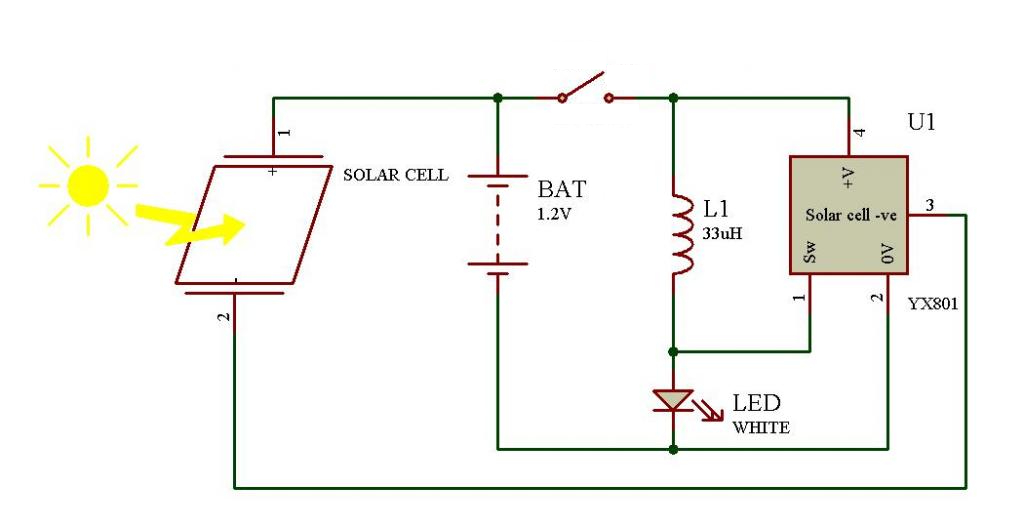 U1
1
4
+
SOLAR CELL
+V
BAT
1.2V
L1
33uH
3
Solar cell -ve
Sw
0V
-
2
1
2
YX801
LED
WHITE